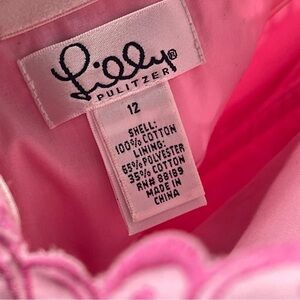 Lilly®
PULITZER
12
SHELL:
100% COTTON
LINING:
65% POLYESTER
35% COTTON
RN# 88189
MADE IN
CHINA